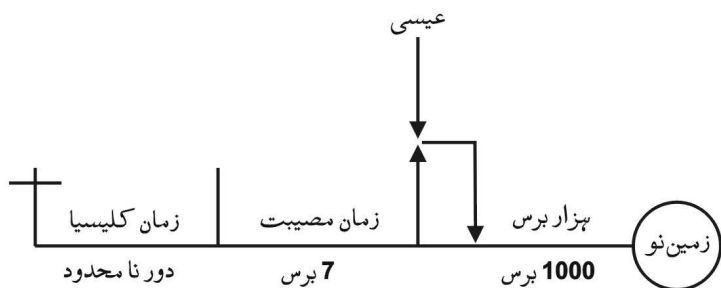 عیسی
زمان کلیسیا
زمان مصیبت
ہزار برس
زمین نو
دور نا محدود
7 برس
1000 برس